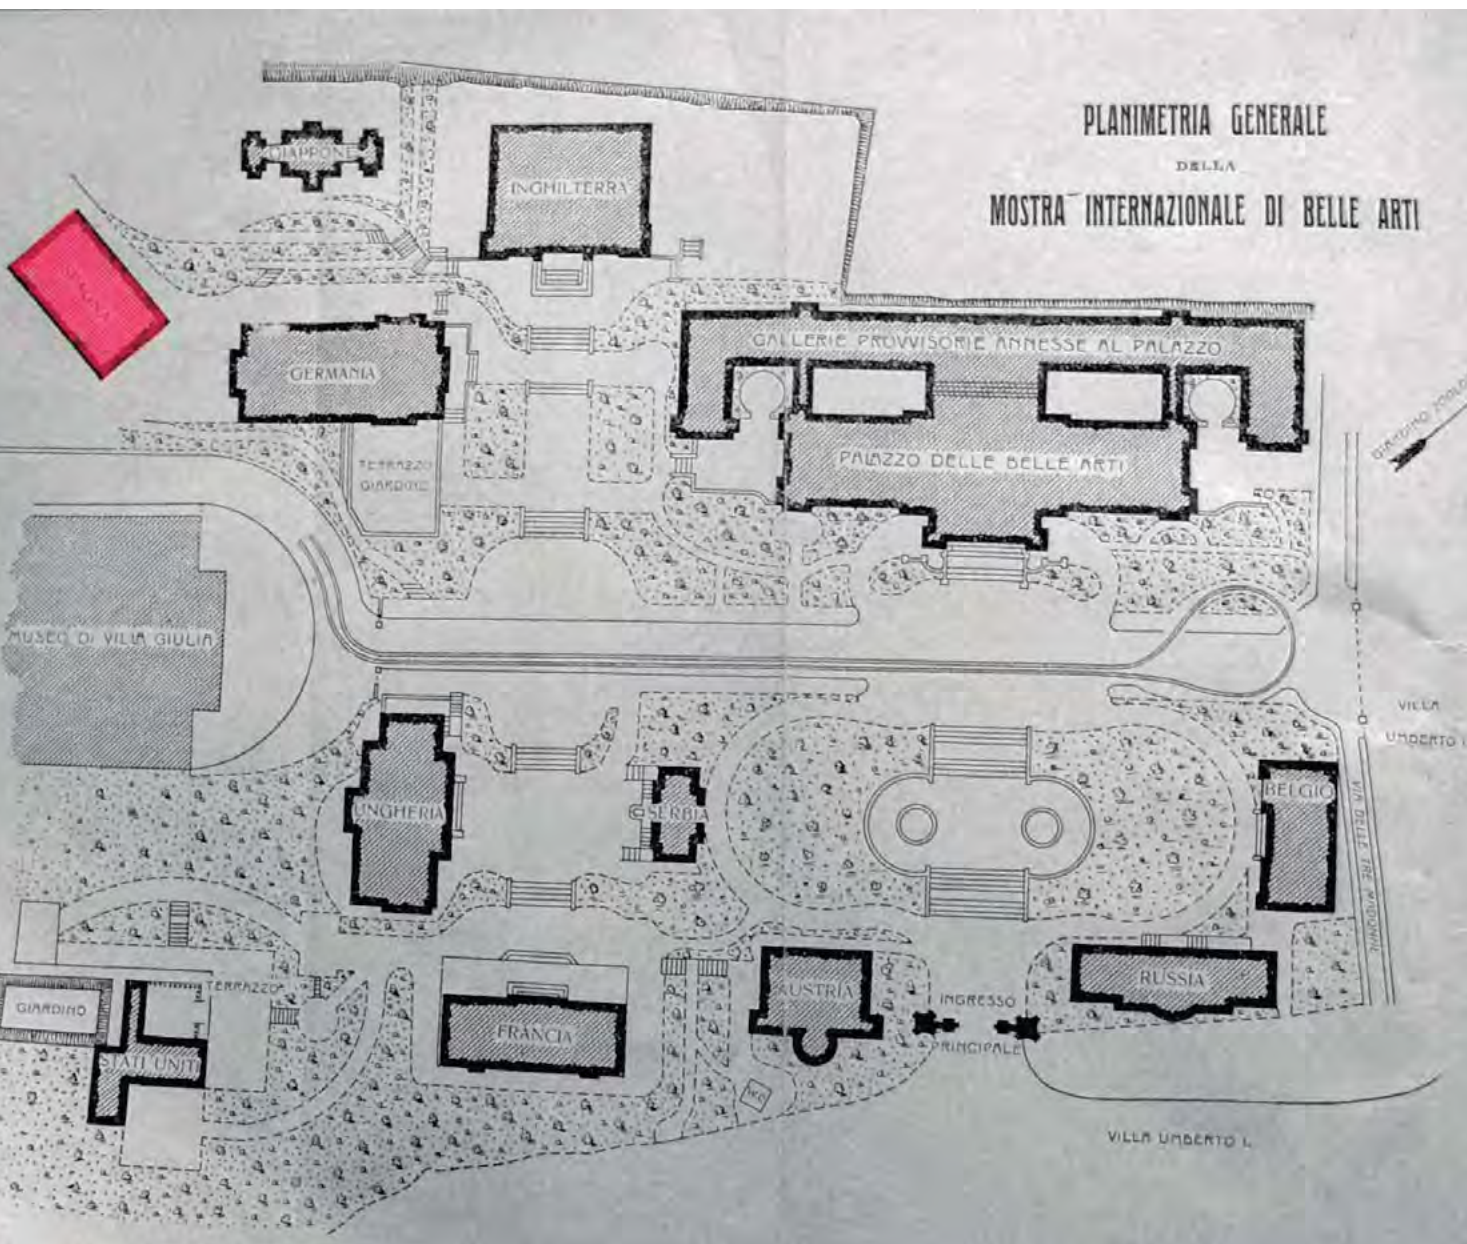 PLANIMETRIA GENERALE
DELLA
MOSTRA INTERNAZIONALE DI BELLE ARTI
GIAPPONE
INGHILTERRA
SPAGNA
GALLERIE PROVVISORIE ANNESSE AL PALAZZO
GERMANIA
GIARDINO
PALAZZO DELLE BELLE ARTI
TERRAZZO
GIARDINO
MUSEO DI VILLA GIULIA
VILLA
UMBERTO I.
UNGHERIA
SERBIA
BELGIO
VIA DELLE TRE MADONNE
TERRAZZO
RUSSIA
AUSTRIA
INGRESSO
PRINCIPALE
GIARDINO
FRANCIA
STATI UNITI
VILLA UMBERTO I.